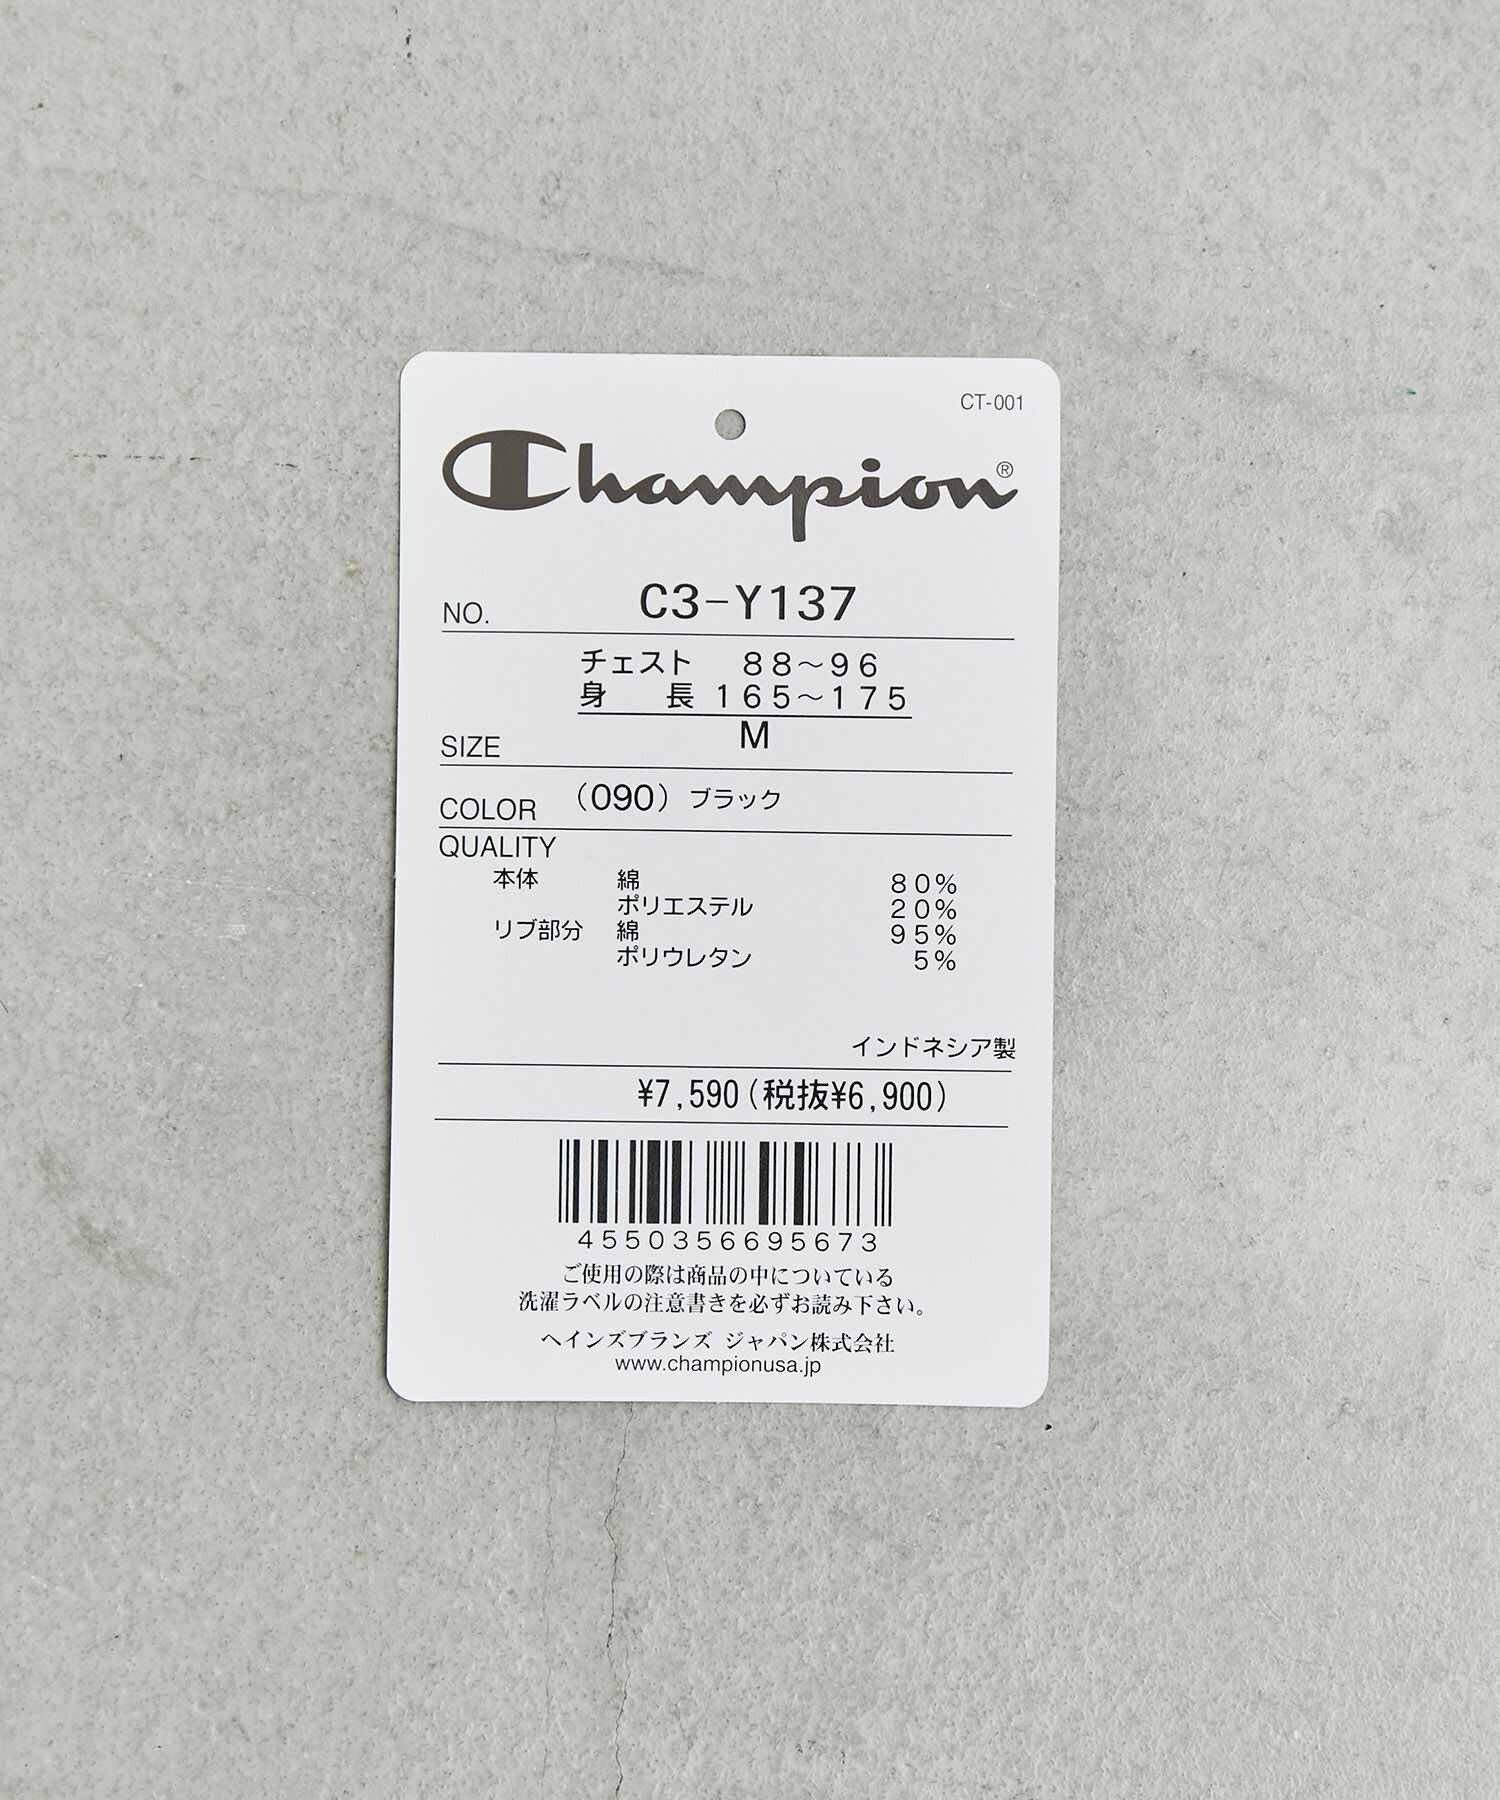 CT-001
Champion®
NO. C3-Y137
チェスト 88～96
身長 165～175
SIZE M
COLOR (090) ブラック
QUALITY
本体 綿 80%
ポリエステル 20%
リブ部分 綿 95%
ポリウレタン 5%
インドネシア製
¥7,590(税抜¥6,900)
4550356695673
ご使用の際は商品の中についている
洗濯ラベルの注意書きを必ずお読み下さい。
ヘインズブランズ ジャパン株式会社
www.championusa.jp